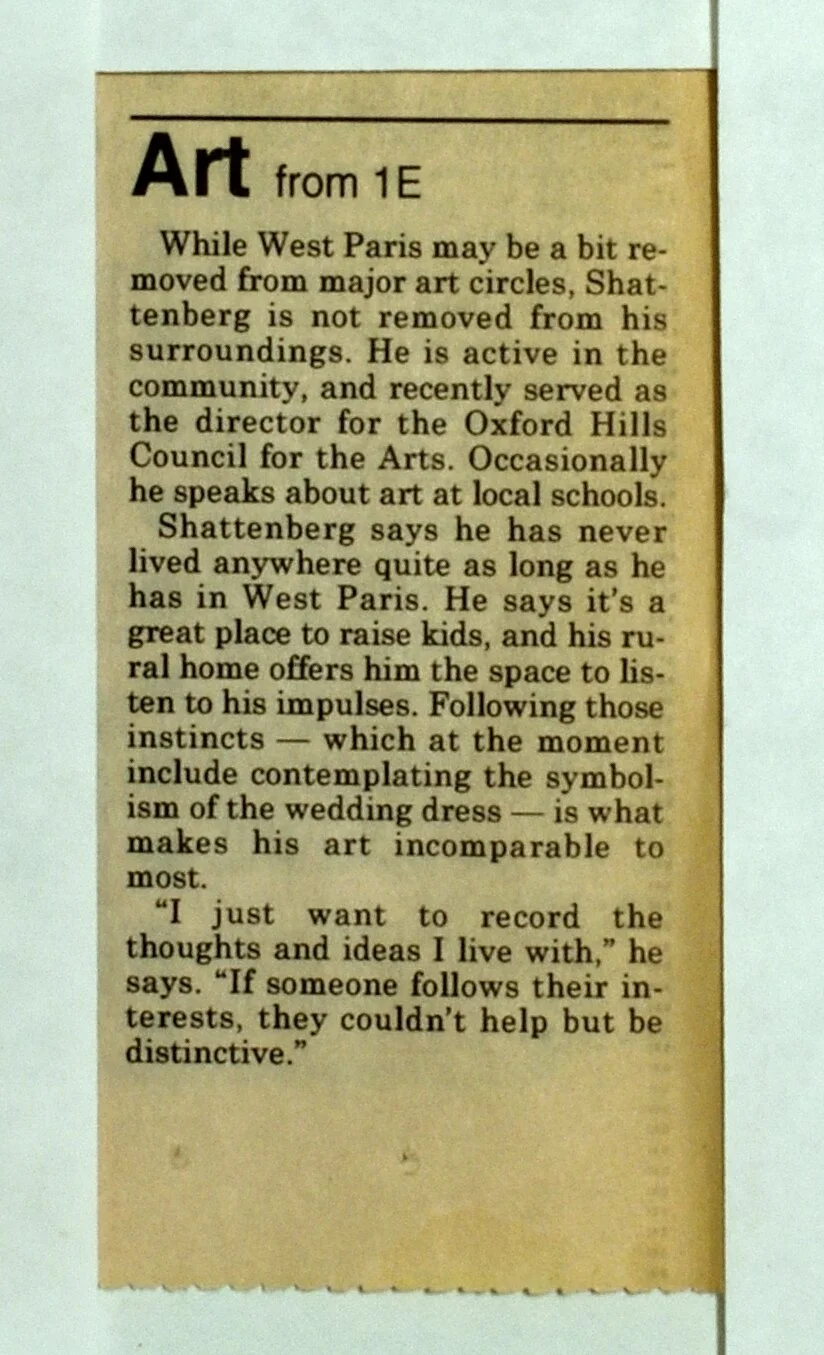 Art from 1E
While West Paris may be a bit re-
moved from major art circles, Shat-
tenberg is not removed from his
surroundings. He is active in the
community, and recently served as
the director for the Oxford Hills
Council for the Arts. Occasionally
he speaks about art at local schools.
Shattenberg says he has never
lived anywhere quite as long as he
has in West Paris. He says it's a
great place to raise kids, and his ru-
ral home offers him the space to lis-
ten to his impulses. Following those
instincts — which at the moment
include contemplating the symbol-
ism of the wedding dress — is what
makes his art incomparable to
most.
“I just want to record the
thoughts and ideas I live with,” he
says. “If someone follows their in-
terests, they couldn't help but be
distinctive.”